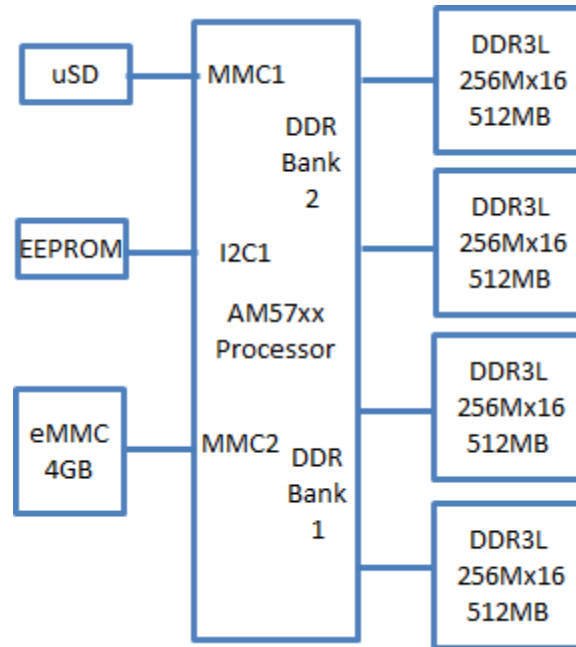 uSD
EEPROM
eMMC
4GB
MMC1
DDR
Bank
2
I2C1
AM57xx
Processor
MMC2
DDR
Bank
1
DDR3L
256Mx16
512MB
DDR3L
256Mx16
512MB
DDR3L
256Mx16
512MB
DDR3L
256Mx16
512MB